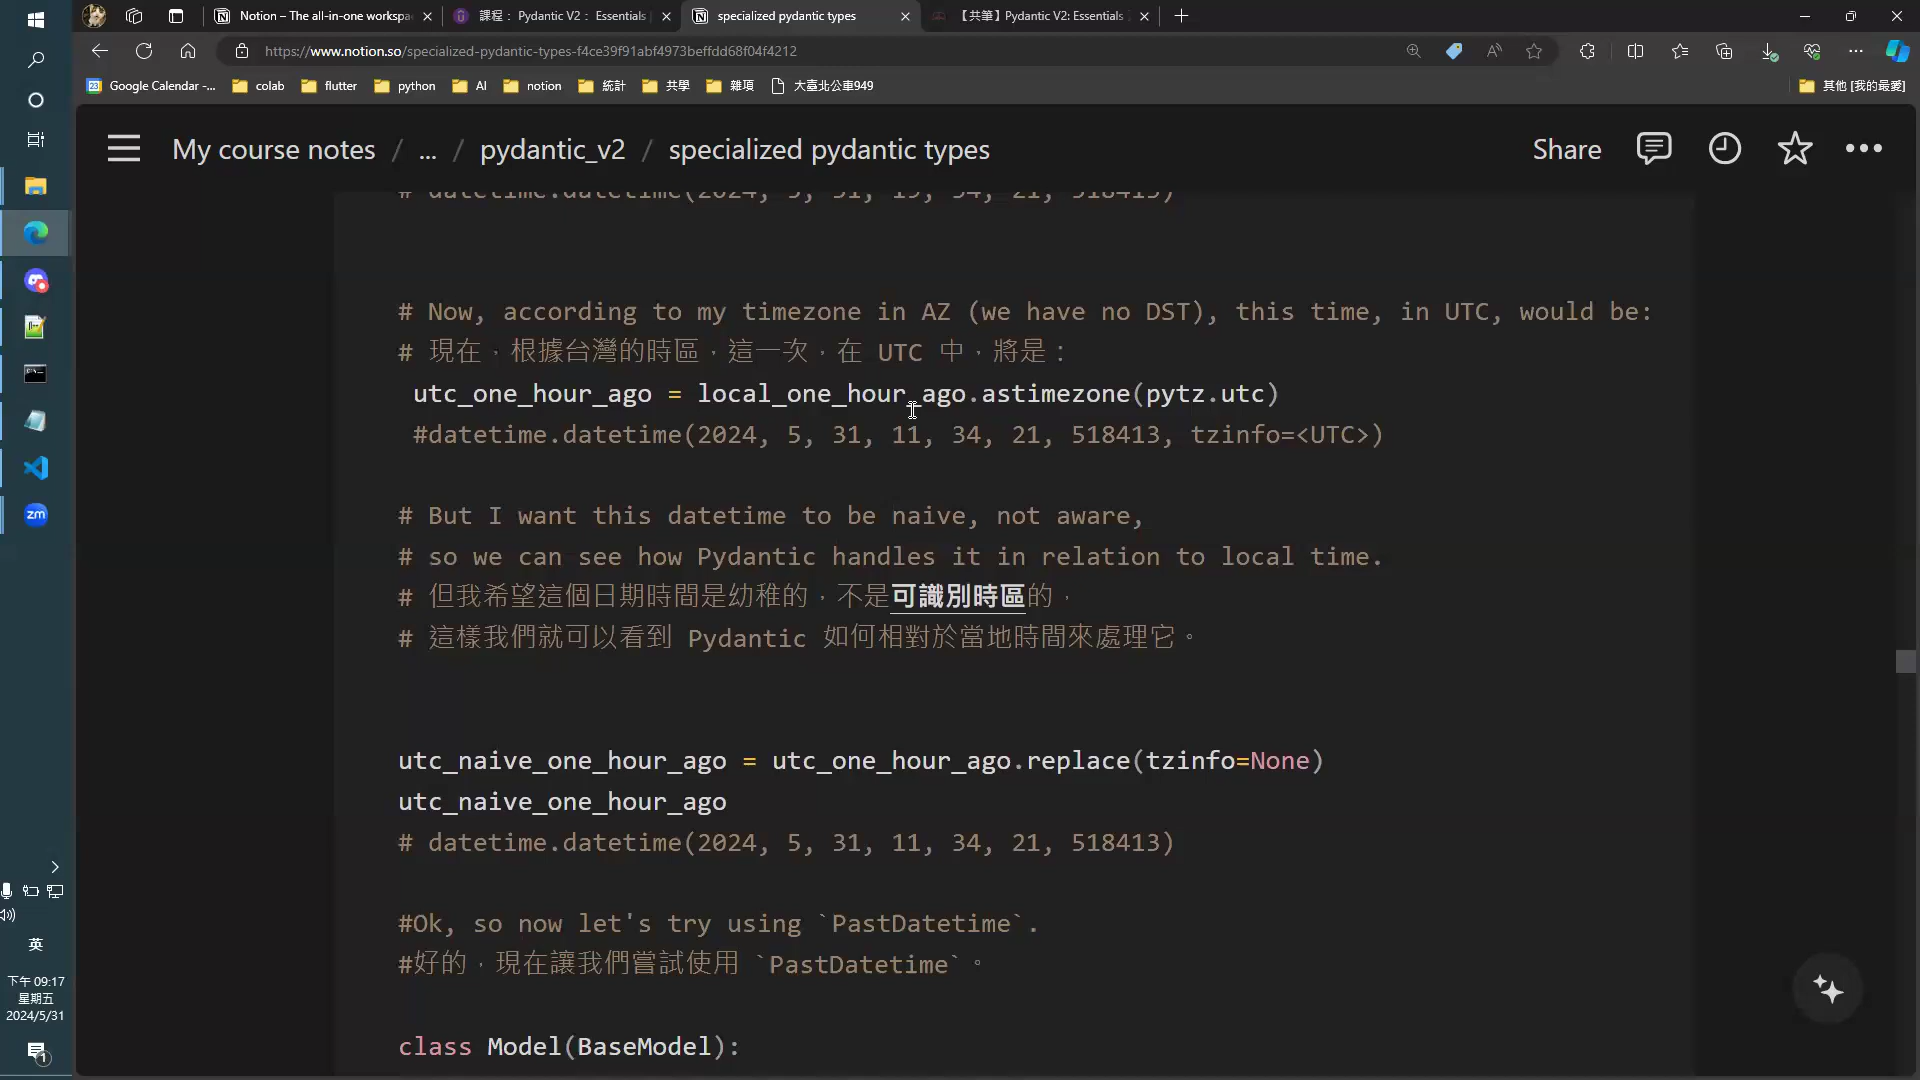 Notion – The all-in-one workspa
課程： Pydantic V2： Essentials
specialized pydantic types
【共筆】Pydantic V2: Essentials
https://www.notion.so/specialized-pydantic-types-f4ce39f91abf4973beffdd68f04f4212
Google Calendar -...
colab
flutter
python
AI
notion
統計
共學
雜項
大臺北公車949
其他 [我的最愛]
My course notes / ... / pydantic_v2 / specialized pydantic types
Share
# datetime.datetime(2024, 5, 31, 19, 34, 21, 518413)
# Now, according to my timezone in AZ (we have no DST), this time, in UTC, would be:
# 現在，根據台灣的時區，這一次，在 UTC 中，將是：
utc_one_hour_ago = local_one_hour_ago.astimezone(pytz.utc)
#datetime.datetime(2024, 5, 31, 11, 34, 21, 518413, tzinfo=<UTC>)
# But I want this datetime to be naive, not aware,
# so we can see how Pydantic handles it in relation to local time.
# 但我希望這個日期時間是幼稚的，不是可識別時區的，
# 這樣我們就可以看到 Pydantic 如何相對於當地時間來處理它。
utc_naive_one_hour_ago = utc_one_hour_ago.replace(tzinfo=None)
utc_naive_one_hour_ago
# datetime.datetime(2024, 5, 31, 11, 34, 21, 518413)
#Ok, so now let's try using `PastDatetime`.
#好的，現在讓我們嘗試使用 `PastDatetime`。
class Model(BaseModel):
zm
英
下午 09:17
星期五
2024/5/31
1